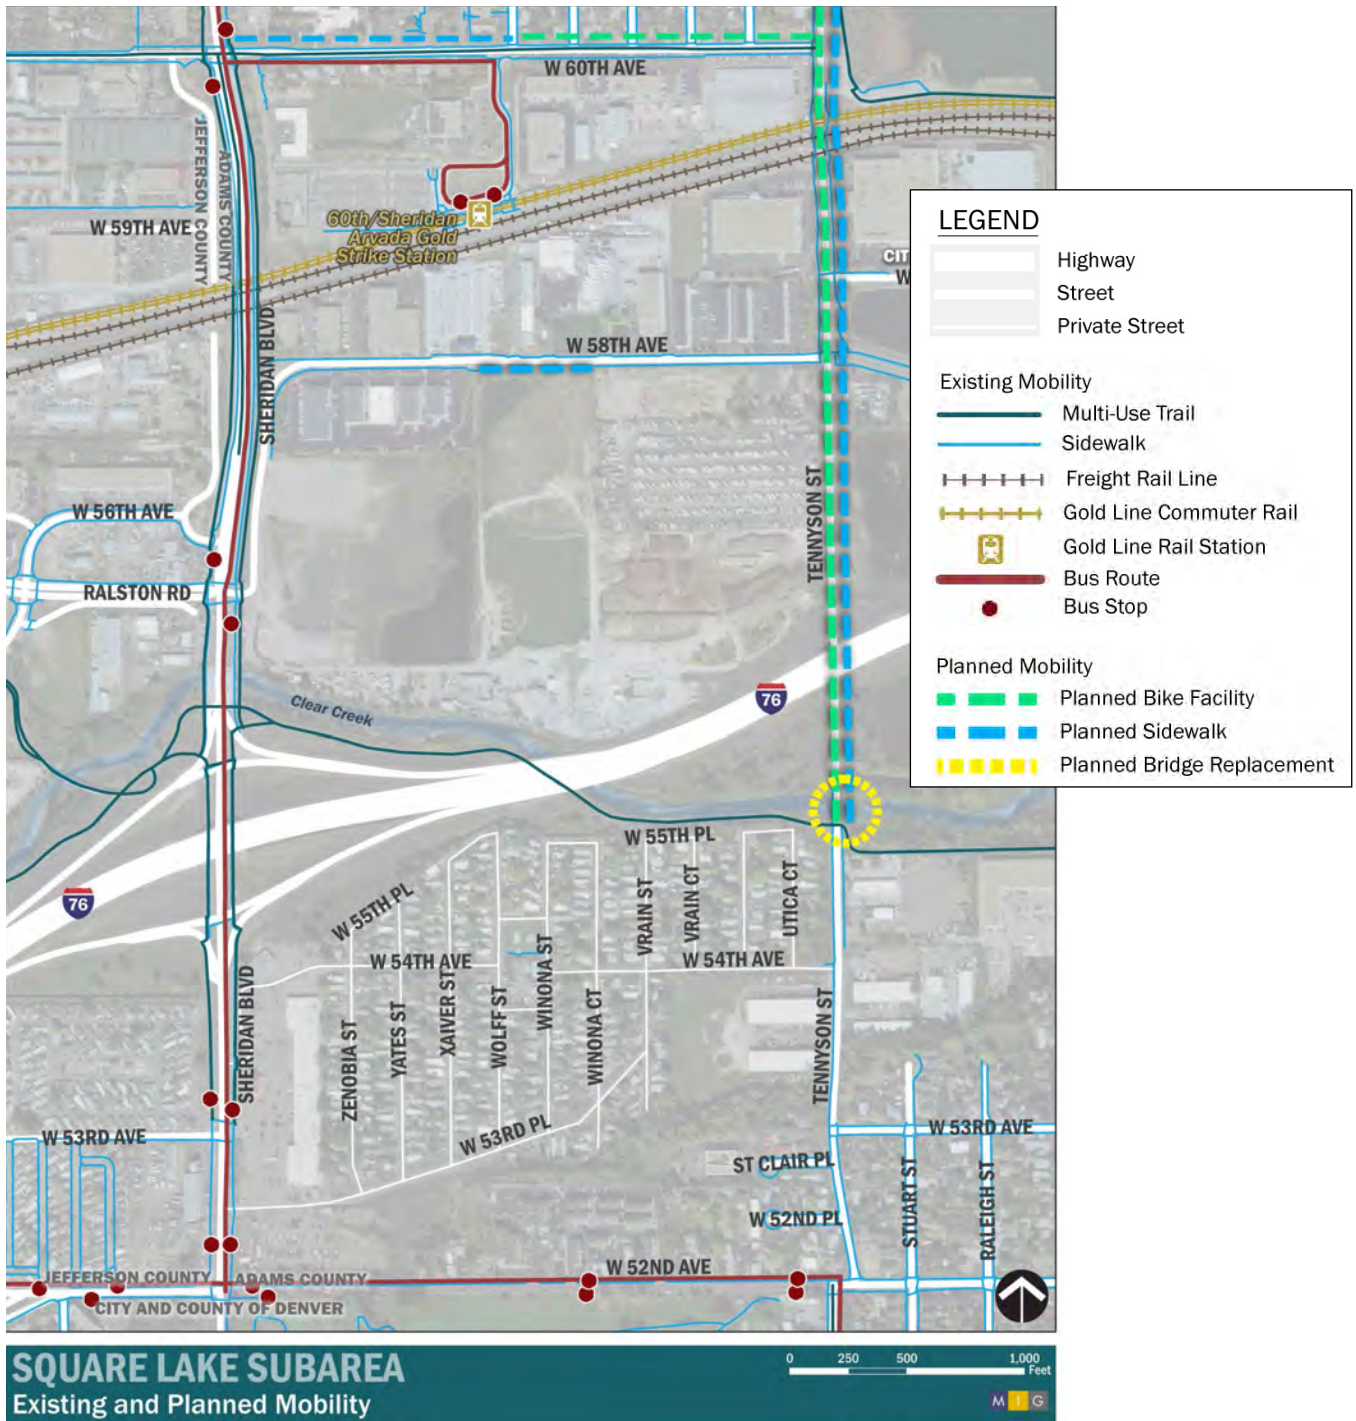 W 60TH AVE
JEFFERSON COUNTY
ADAMS COUNTY
W 59TH AVE
60th/Sheridan
Arvada Gold
Strike Station
CIT
W
SHERIDAN BLVD
W 58TH AVE
W 56TH AVE
RALSTON RD
TENNYSON ST
Clear Creek
76
76
W 55TH PL
W 55TH PL
VRAIN ST
VRAIN CT
UTICA CT
W 54TH AVE
W 54TH AVE
SHERIDAN BLVD
ZENOBIA ST
YATES ST
XAIVER ST
WOLFF ST
WINONA ST
WINONA CT
TENNYSON ST
W 53RD AVE
W 53RD PL
W 53RD AVE
ST CLAIR PL
W 52ND PL
STUART ST
RALEIGH ST
W 52ND AVE
JEFFERSON COUNTY
ADAMS COUNTY
CITY AND COUNTY OF DENVER
LEGEND
Highway
Street
Private Street
Existing Mobility
Multi-Use Trail
Sidewalk
Freight Rail Line
Gold Line Commuter Rail
Gold Line Rail Station
Bus Route
Bus Stop
Planned Mobility
Planned Bike Facility
Planned Sidewalk
Planned Bridge Replacement
SQUARE LAKE SUBAREA
Existing and Planned Mobility
0 250 500 1,000
Feet
M I G